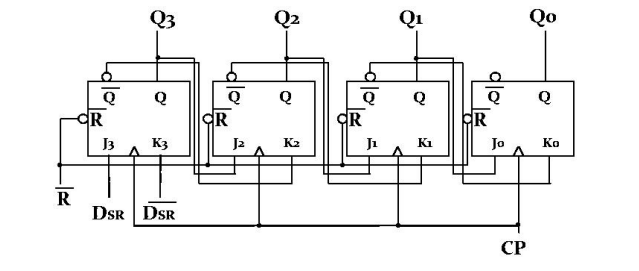 Q3 Q2 Q1 Q0
Q Q Q Q Q Q Q Q
R R R R
J3 K3 J2 K2 J1 K1 J0 K0
R DSR DSR
CP